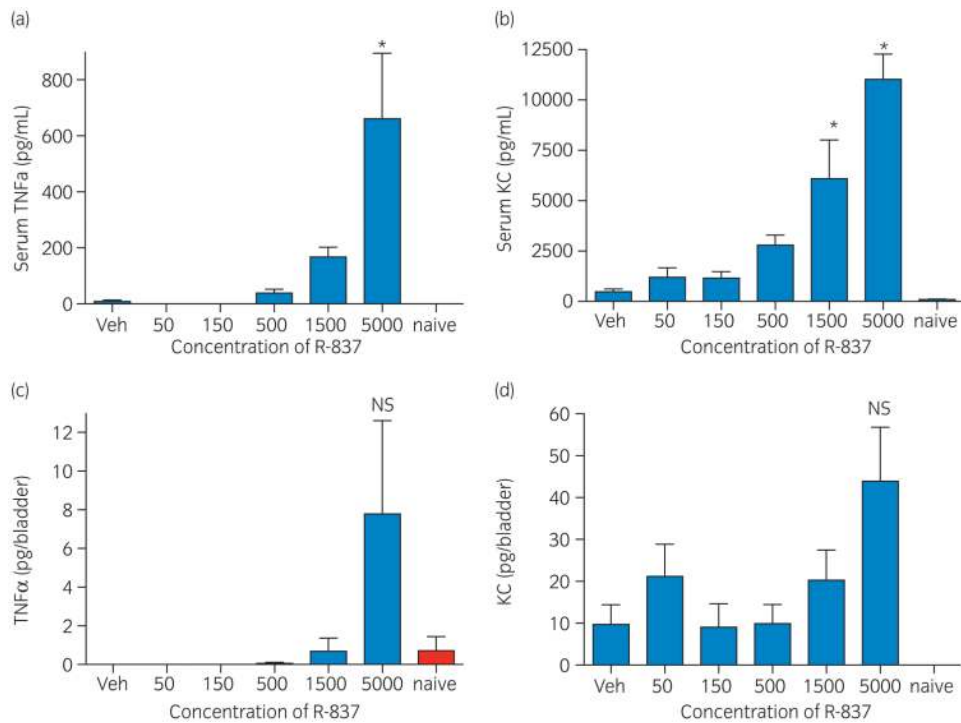 (a)
*
800
600
400
200
0
Serum TNFa (pg/mL)
Veh 50 150 500 1500 5000 naive
Concentration of R-837
(b)
12500
10000
7500
5000
2500
0
*
*
Serum KC (pg/mL)
Veh 50 150 500 1500 5000 naive
Concentration of R-837
(c)
NS
12
10
8
6
4
2
0
TNFα (pg/bladder)
Veh 50 150 500 1500 5000 naive
Concentration of R-837
(d)
NS
60
50
40
30
20
10
0
KC (pg/bladder)
Veh 50 150 500 1500 5000 naive
Concentration of R-837